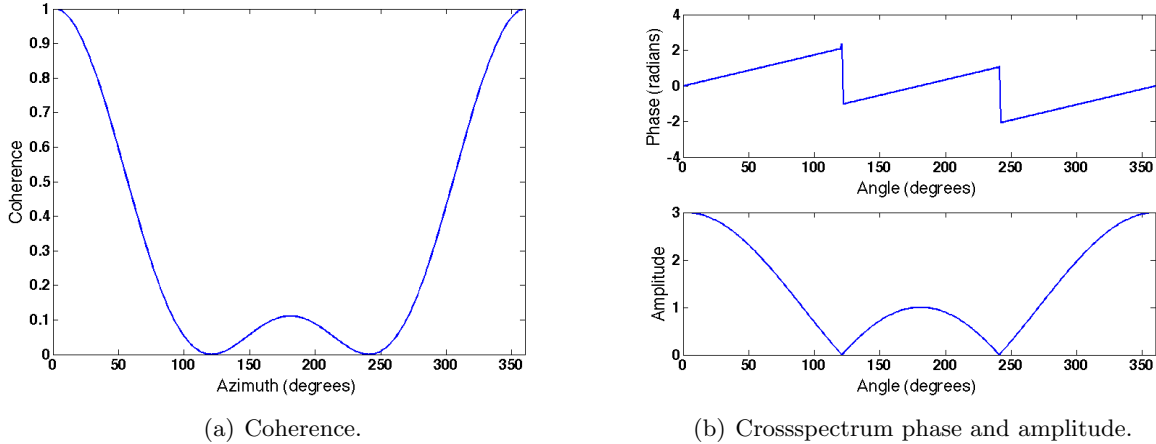 1
0.9
0.8
0.7
0.6
0.5
0.4
0.3
0.2
0.1
0
Coherence
0 50 100 150 200 250 300 350
Azimuth (degrees)
(a) Coherence.
4
2
0
-2
-4
Phase (radians)
0 50 100 150 200 250 300 350
Angle (degrees)
3
2
1
0
Amplitude
0 50 100 150 200 250 300 350
Angle (degrees)
(b) Crossspectrum phase and amplitude.